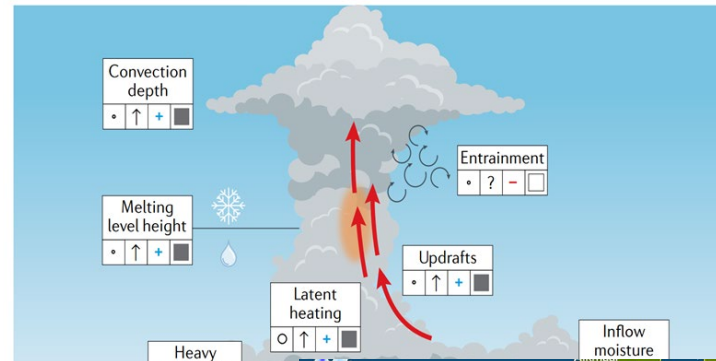 Convection
depth
° ↑ +
Entrainment
° ? −
Melting
level height
° ↑ +
Updrafts
° ↑ +
Latent
heating
○ ↑ +
Heavy
Inflow
moisture